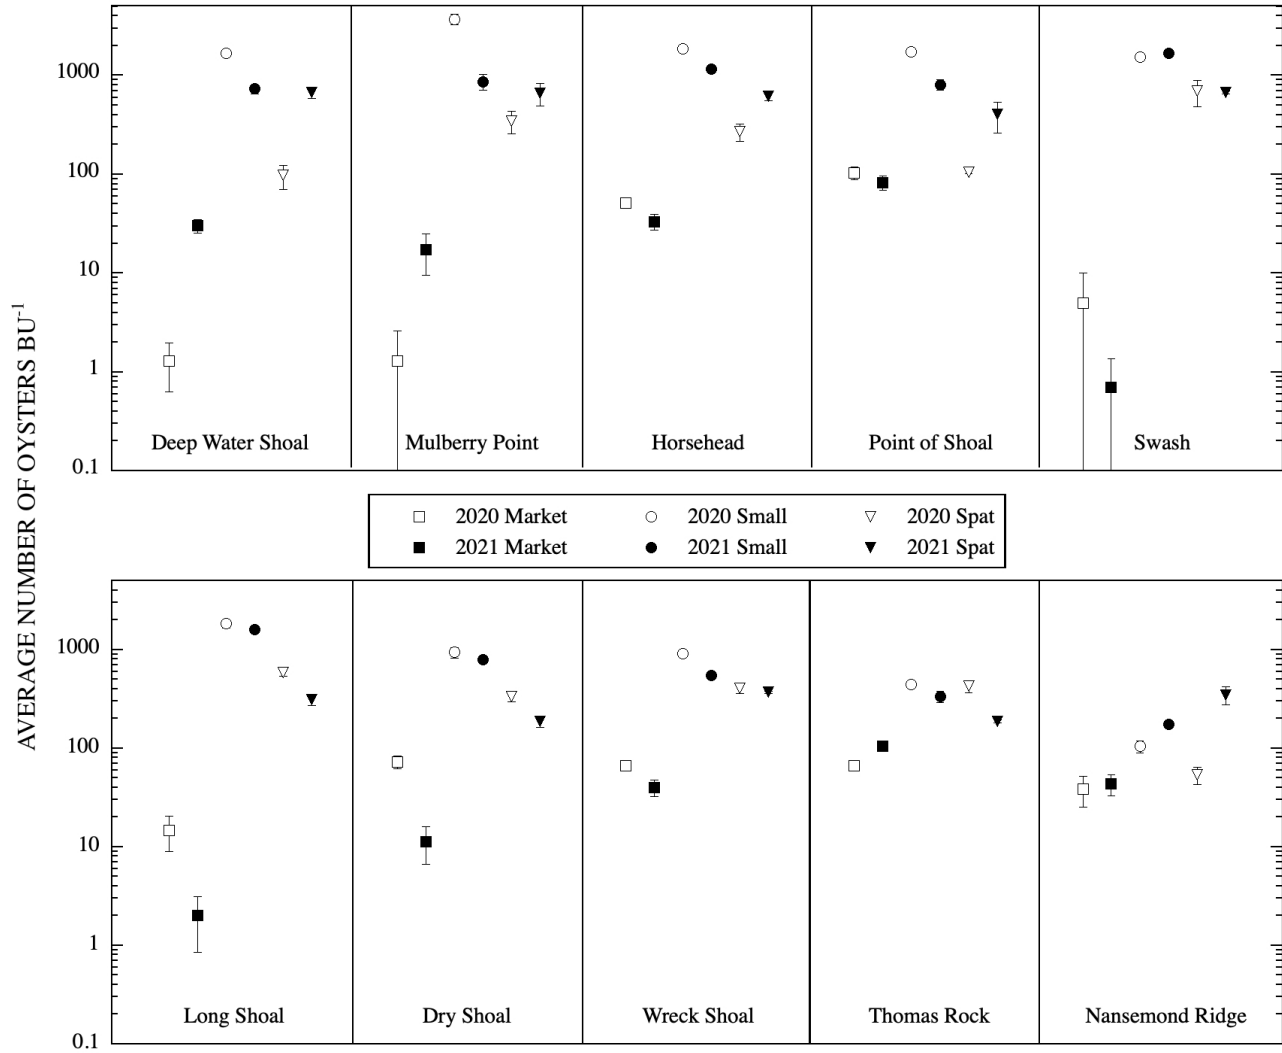 AVERAGE NUMBER OF OYSTERS BU-1
1000
100
10
1
0.1
Deep Water Shoal
Mulberry Point
Horsehead
Point of Shoal
Swash
2020 Market
2020 Small
2020 Spat
2021 Market
2021 Small
2021 Spat
1000
100
10
1
0.1
Long Shoal
Dry Shoal
Wreck Shoal
Thomas Rock
Nansemond Ridge